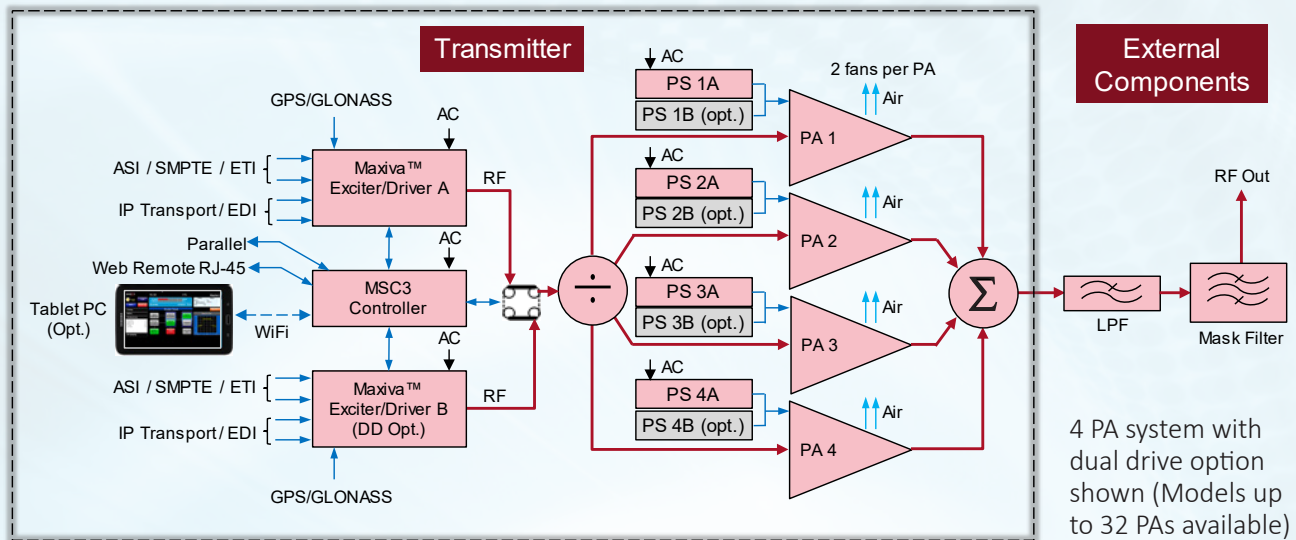 Transmitter
External
Components
GPS/GLONASS
AC
ASI / SMPTE / ETI
IP Transport/ EDI
Maxiva™
Exciter/Driver A
RF
Parallel
Web Remote RJ-45
AC
MSC3
Controller
Tablet PC
(Opt.)
WiFi
AC
ASI / SMPTE / ETI
IP Transport/ EDI
Maxiva™
Exciter/Driver B
(DD Opt.)
RF
GPS/GLONASS
÷
AC
PS 1A
PS 1B (opt.)
2 fans per PA
Air
PA 1
AC
PS 2A
PS 2B (opt.)
Air
PA 2
AC
PS 3A
PS 3B (opt.)
Air
PA 3
AC
PS 4A
PS 4B (opt.)
Air
PA 4
Σ
LPF
RF Out
Mask Filter
4 PA system with
dual drive option
shown (Models up
to 32 PAs available)